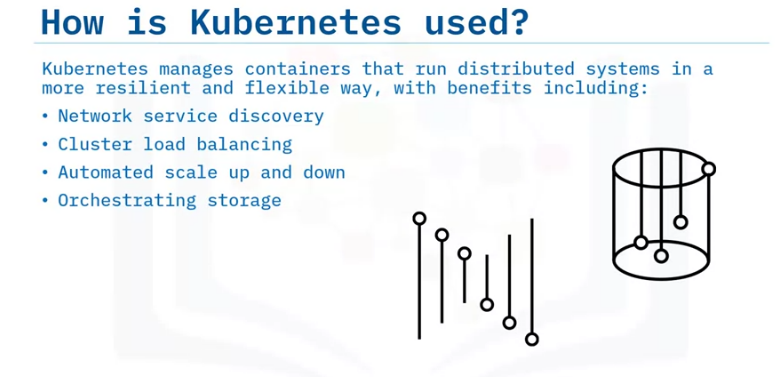 How is Kubernetes used?
Kubernetes manages containers that run distributed systems in a
more resilient and flexible way, with benefits including:
• Network service discovery
• Cluster load balancing
• Automated scale up and down
• Orchestrating storage